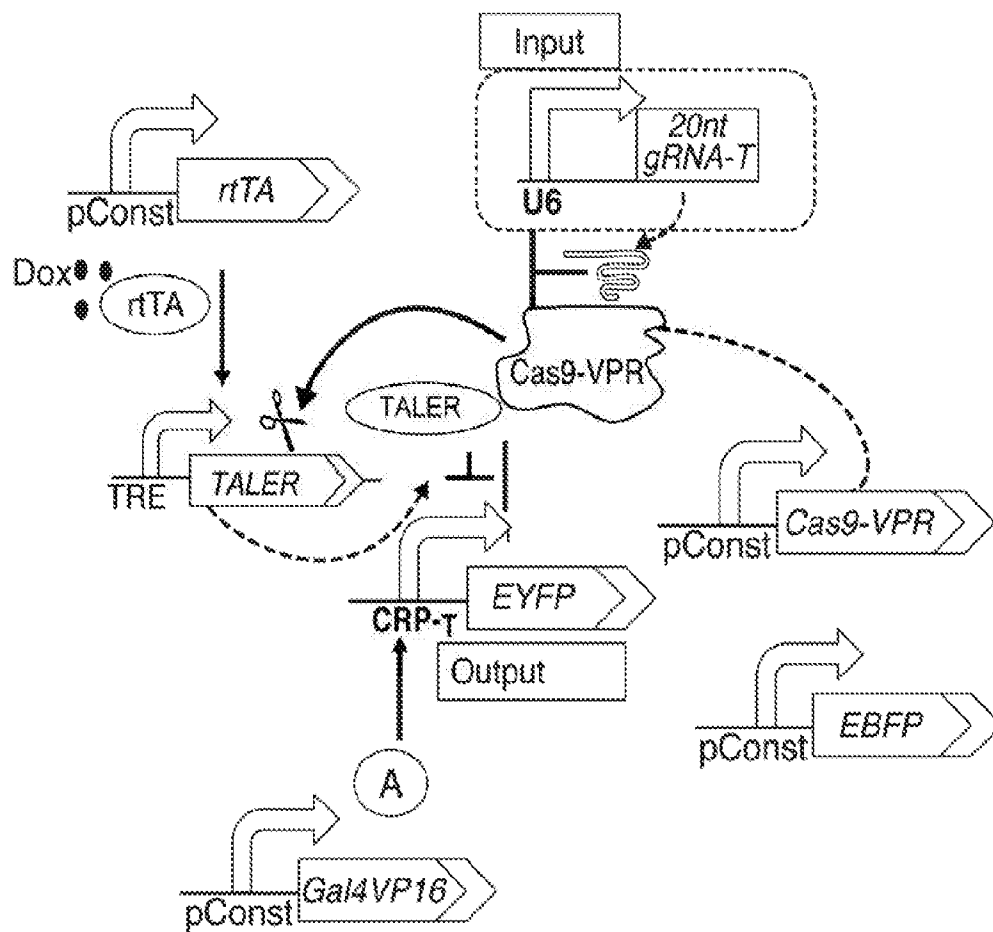 Input
20nt
gRNA-T
U6
rtTA
pConst
Dox
rtTA
Cas9-VPR
TALER
TRE
TALER
pConst
Cas9-VPR
CRP-T
EYFP
Output
pConst
EBFP
A
pConst
Gal4VP16